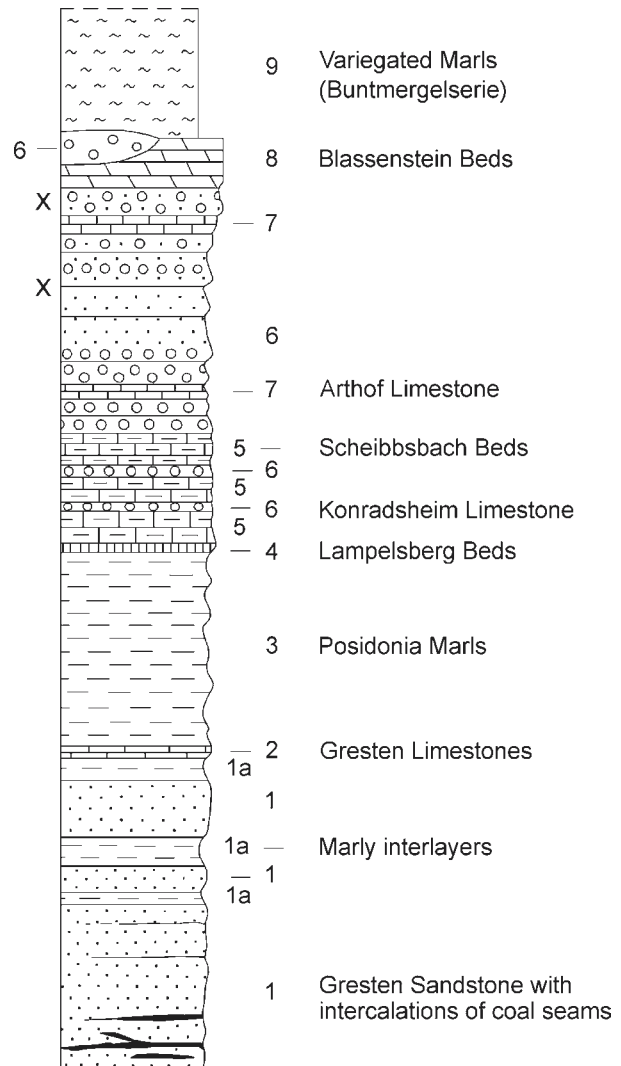 9 Variegated Marls
(Buntmergelserie)
6
8 Blassenstein Beds
X
7
X
6
7 Arthof Limestone
5 Scheibbsbach Beds
6
5
6 Konradsheim Limestone
5
4 Lampelsberg Beds
3 Posidonia Marls
2 Gresten Limestones
1a
1
1a Marly interlayers
1
1a
1 Gresten Sandstone with
intercalations of coal seams